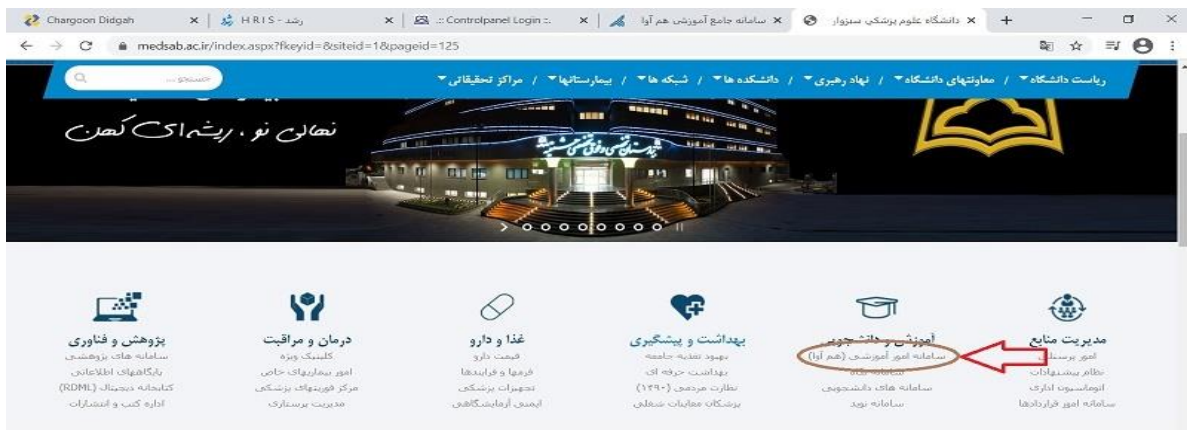 Chargoon Didgah
رشد - H R I S
.:: Controlpanel Login ::.
سامانه جامع آموزشی هم آوا
دانشگاه علوم پزشکی سبزوار
medsab.ac.ir/index.aspx?fkeyid=&siteid=1&pageid=125
ریاست دانشگاه / معاونتهای دانشگاه / نهاد رهبری / دانشکده ها / شبکه ها / بیمارستانها / مراکز تحقیقاتی
جستجو ...
نهالی نو ، ریشه ای کهن
مدیریت منابع
امور پرسنلی
نظام پیشنهادات
اتوماسیون اداری
سامانه امور قراردادها
آموزشی و دانشجویی
سامانه امور آموزشی (هم آوا)
سامانه های دانشجویی
سامانه نوید
بهداشت و پیشگیری
بهبود تغذیه جامعه
بهداشت حرفه ای
نظارت مردمی (۱۴۹۰)
پزشکان معاینات شغلی
غذا و دارو
قیمت دارو
فرمها و فرایندها
تجهیزات پزشکی
ایمنی آزمایشگاهی
درمان و مراقبت
کلینیک ویژه
امور بیماریهای خاص
مرکز فوریتهای پزشکی
مدیریت پرستاری
پژوهش و فناوری
سامانه های پژوهشی
پایگاههای اطلاعاتی
کتابخانه دیجیتال (RDML)
اداره کتب و انتشارات